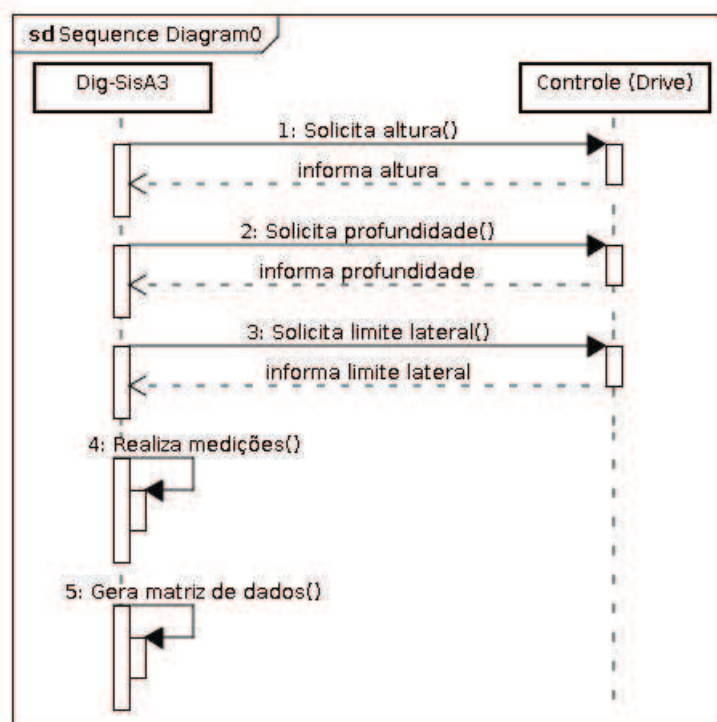 sd Sequence Diagram0
Dig-SisA3
Controle (Drive)
1: Solicita altura()
informa altura
2: Solicita profundidade()
informa profundidade
3: Solicita limite lateral()
informa limite lateral
4: Realiza medições()
5: Gera matriz de dados()